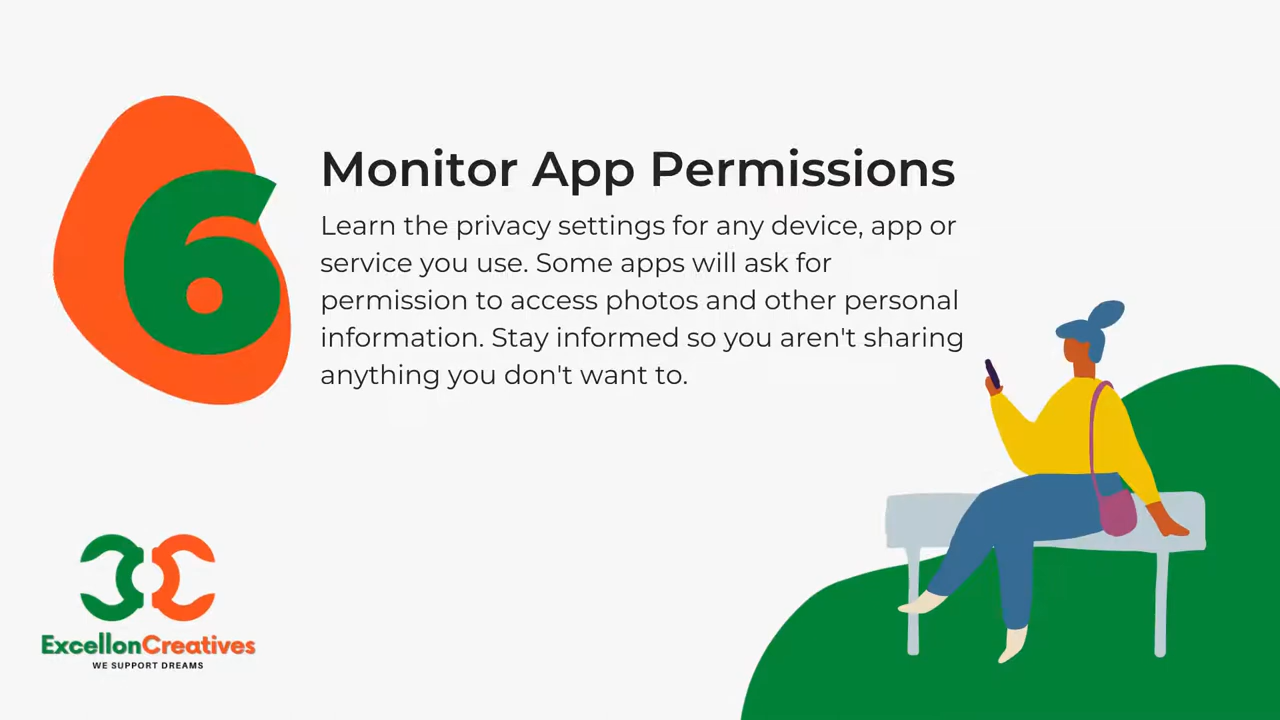 6
Monitor App Permissions
Learn the privacy settings for any device, app or
service you use. Some apps will ask for
permission to access photos and other personal
information. Stay informed so you aren't sharing
anything you don't want to.
ExcellonCreatives
WE SUPPORT DREAMS